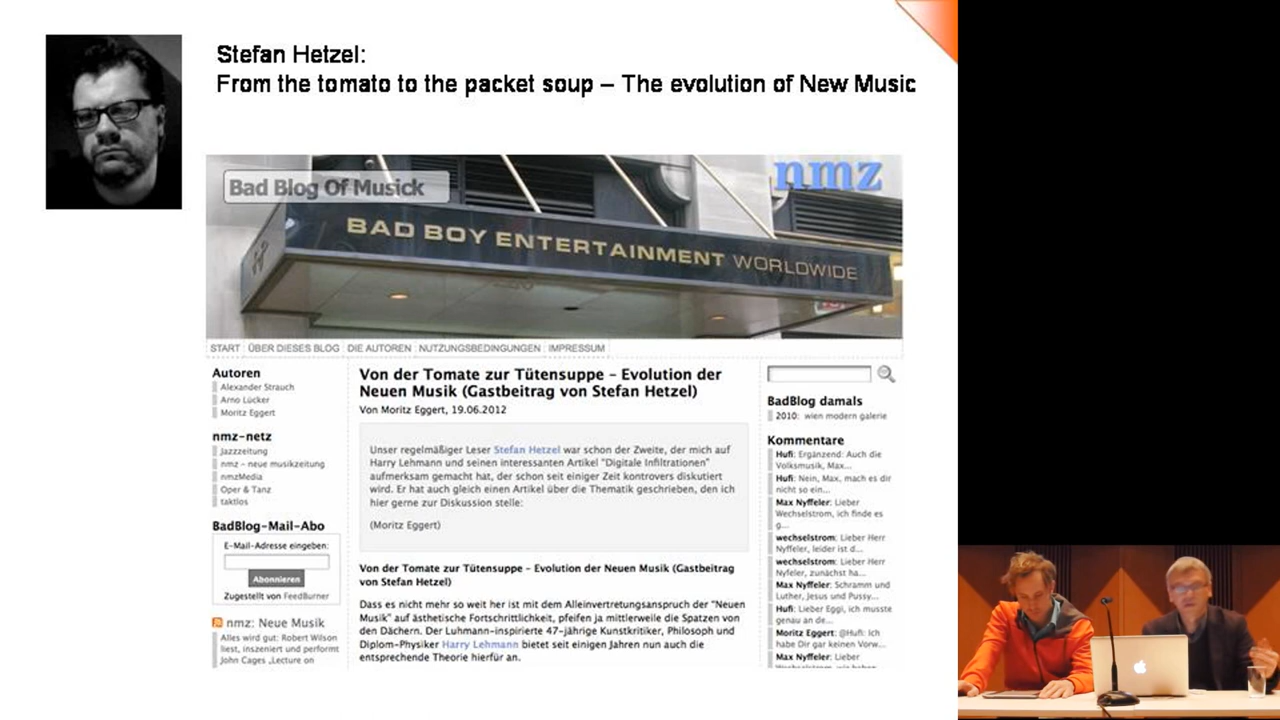 Stefan Hetzel:
From the tomato to the packet soup – The evolution of New Music
Bad Blog Of Musick
nmz
BAD BOY ENTERTAINMENT WORLDWIDE
START ÜBER DIESES BLOG DIE AUTOREN NUTZUNGSBEDINGUNGEN IMPRESSUM
Autoren
Alexander Strauch
Arno Lücker
Moritz Eggert
nmz-netz
Jazzzeitung
nmz - neue musikzeitung
nmzMedia
Oper & Tanz
taktlos
BadBlog-Mail-Abo
E-Mail-Adresse eingeben:
Abonnieren
Zugestellt von FeedBurner
nmz: Neue Musik
Alles wird gut: Robert Wilson
liest, inszeniert und performt
John Cages „Lecture on
Von der Tomate zur Tütensuppe – Evolution der
Neuen Musik (Gastbeitrag von Stefan Hetzel)
Von Moritz Eggert, 19.06.2012
Unser regelmäßiger Leser Stefan Hetzel war schon der Zweite, der mich auf
Harry Lehmann und seinen interessanten Artikel "Digitale Infiltrationen"
aufmerksam gemacht hat, der schon seit einiger Zeit kontrovers diskutiert
wird. Er hat auch gleich einen Artikel über die Thematik geschrieben, den ich
hier gerne zur Diskussion stelle:
(Moritz Eggert)
Von der Tomate zur Tütensuppe – Evolution der Neuen Musik (Gastbeitrag
von Stefan Hetzel)
Dass es nicht mehr so weit her ist mit dem Alleinvertretungsanspruch der "Neuen
Musik" auf ästhetische Fortschrittlichkeit, pfeifen ja mittlerweile die Spatzen von
den Dächern. Der Luhmann-inspirierte 47-jährige Kunstkritiker, Philosoph und
Diplom-Physiker Harry Lehmann bietet seit einigen Jahren nun auch die
entsprechende Theorie hierfür an.
BadBlog damals
2010: wien modern galerie
Kommentare
Hufi: Ergänzend: Auch die
Volksmusik, Max...
Hufi: Nein, Max, mach es dir
nicht so ein...
Max Nyffeler: Lieber
Wechselstrom, ich finde es
g...
wechselstrom: Lieber Herr
Nyffeler, leider ist d...
wechselstrom: Lieber Herr
Nyfeler, zunächst ha...
Max Nyffeler: Schramm und
Luther, Jesus und Pussy...
Hufi: Lieber Eggi, ich musste
genau an de...
Moritz Eggert: @Hufi: Ich
habe Dir gar keinen Vorw...
Max Nyffeler: Lieber